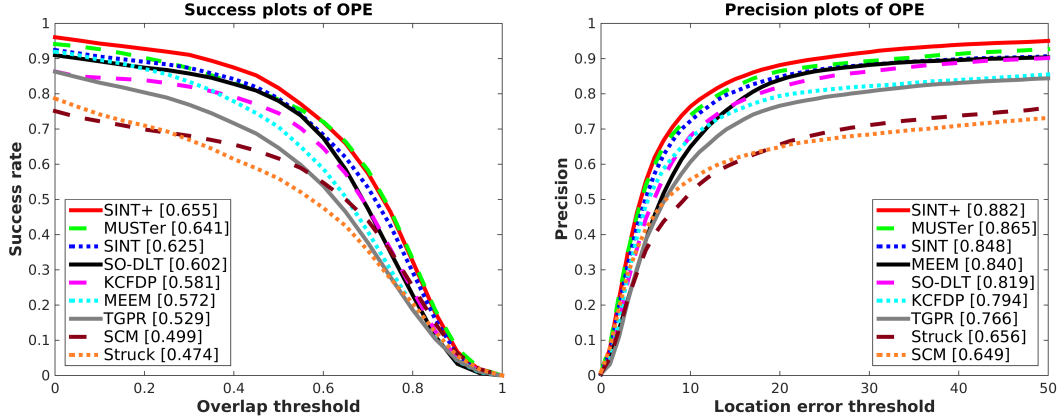 Success plots of OPE
1
0.9
0.8
0.7
0.6
0.5
0.4
0.3
0.2
0.1
0
Success rate
SINT+ [0.655]
MUSTer [0.641]
SINT [0.625]
SO-DLT [0.602]
KCFDP [0.581]
MEEM [0.572]
TGPR [0.529]
SCM [0.499]
Struck [0.474]
0 0.2 0.4 0.6 0.8 1
Overlap threshold
Precision plots of OPE
1
0.9
0.8
0.7
0.6
0.5
0.4
0.3
0.2
0.1
0
Precision
SINT+ [0.882]
MUSTer [0.865]
SINT [0.848]
MEEM [0.840]
SO-DLT [0.819]
KCFDP [0.794]
TGPR [0.766]
Struck [0.656]
SCM [0.649]
0 10 20 30 40 50
Location error threshold